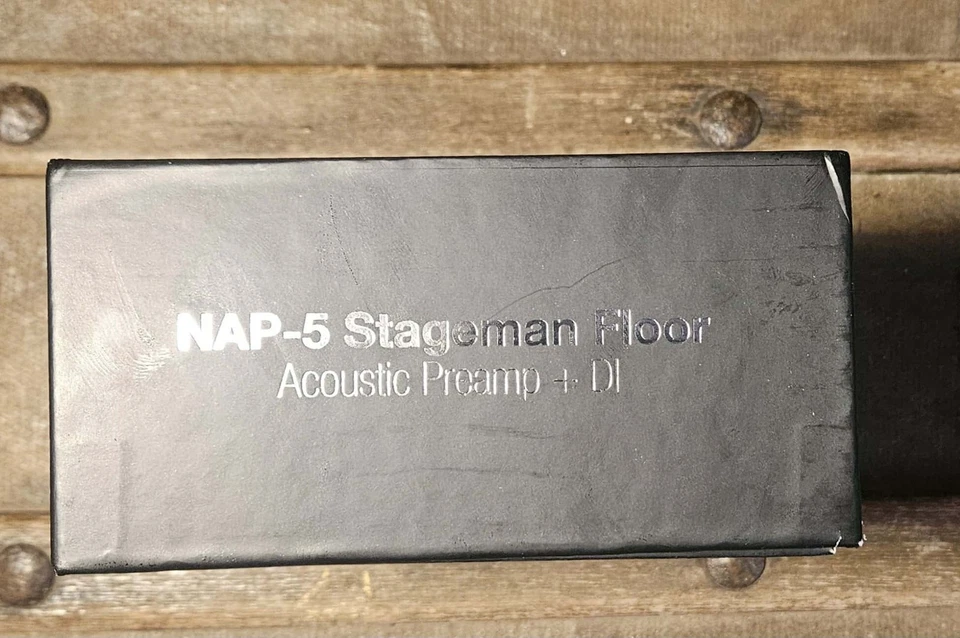 NAP-5 Stageman Floor
Acoustic Preamp + DI